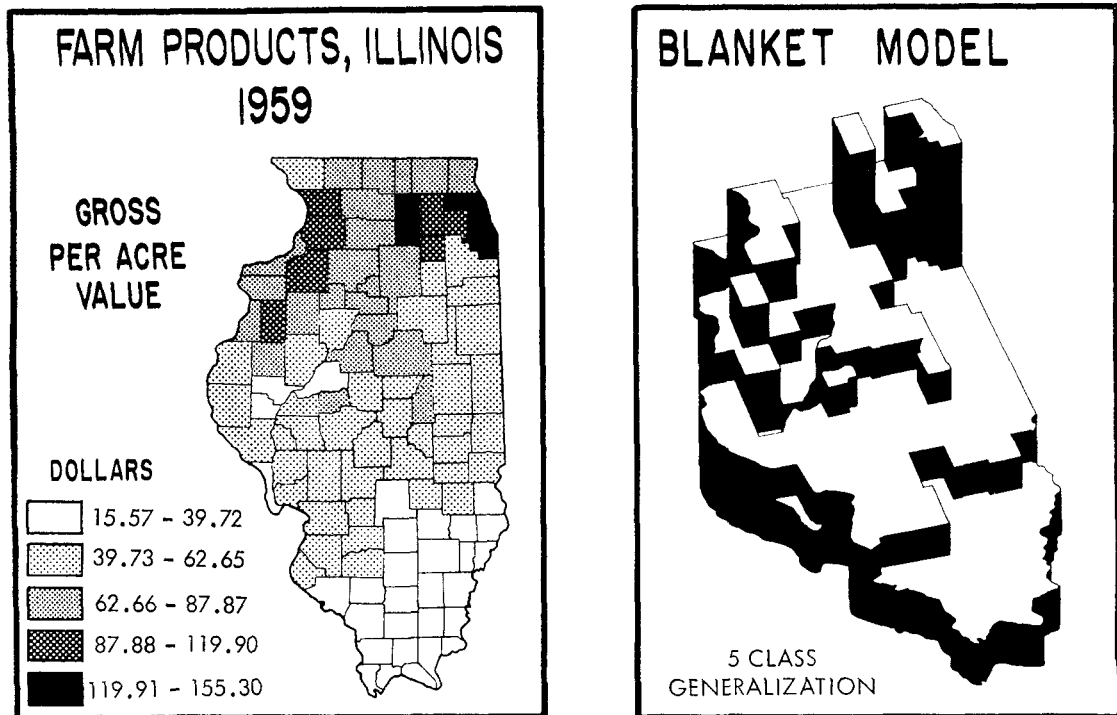 FARM PRODUCTS, ILLINOIS
1959
GROSS
PER ACRE
VALUE
DOLLARS
15.57 - 39.72
39.73 - 62.65
62.66 - 87.87
87.88 - 119.90
119.91 - 155.30
BLANKET MODEL
5 CLASS
GENERALIZATION